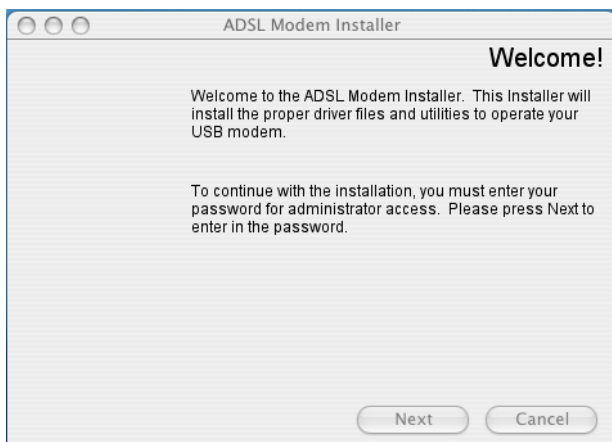 ADSL Modem Installer
Welcome!
Welcome to the ADSL Modem Installer. This Installer will
install the proper driver files and utilities to operate your
USB modem.
To continue with the installation, you must enter your
password for administrator access. Please press Next to
enter in the password.
Next
Cancel